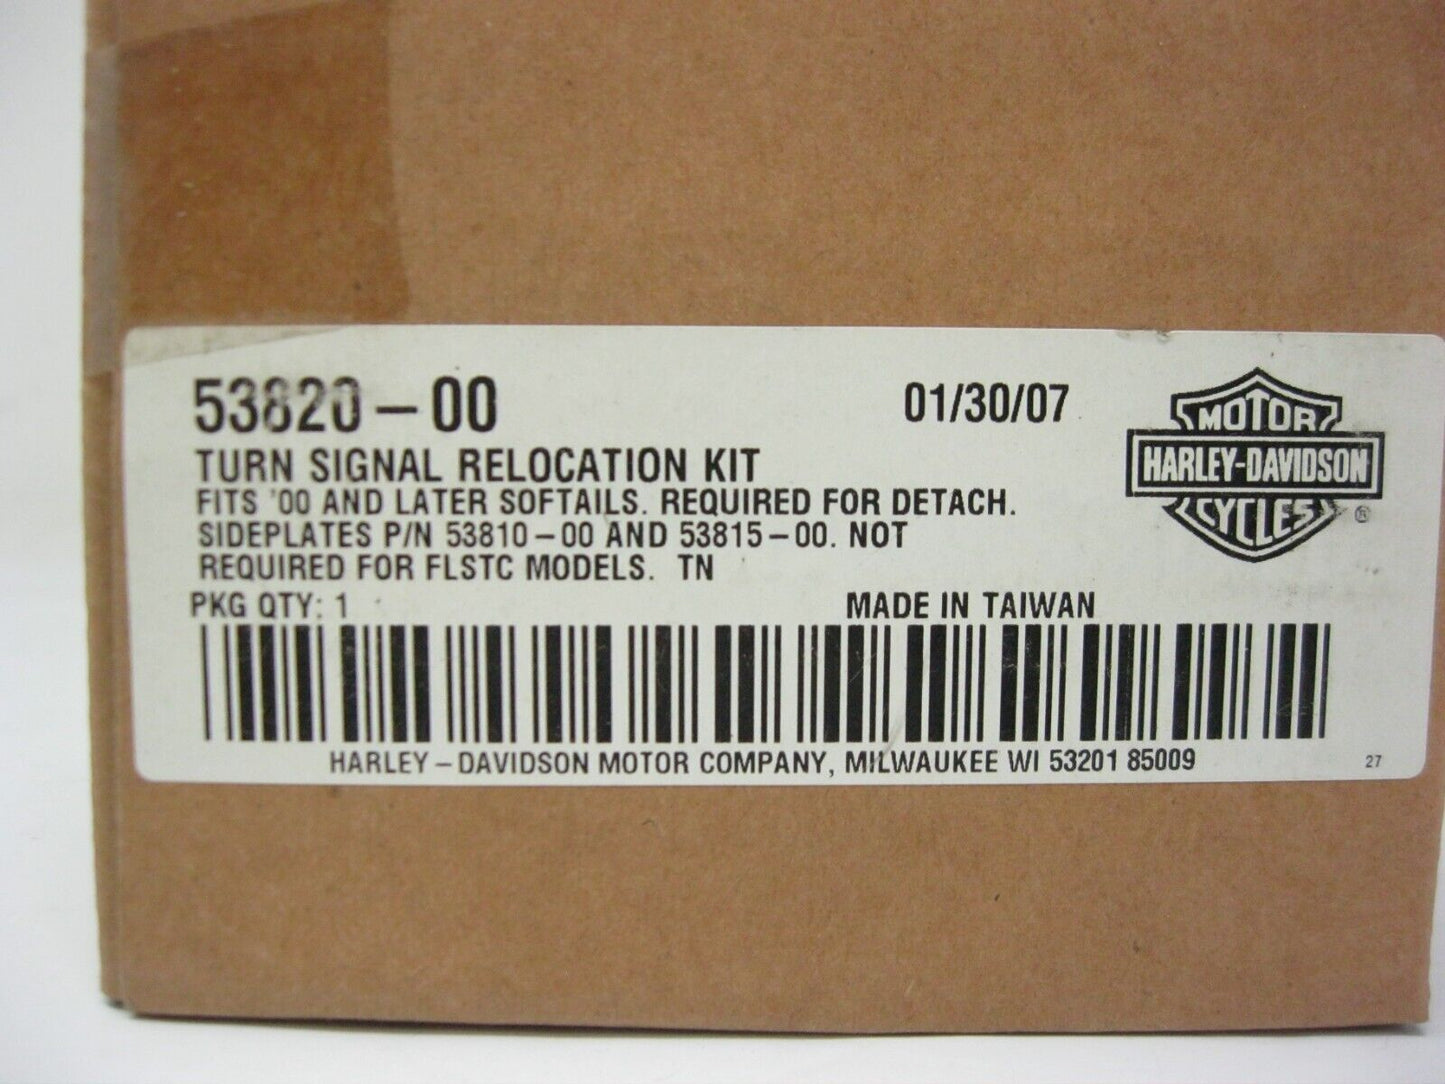 53820-00
01/30/07
TURN SIGNAL RELOCATION KIT
FITS '00 AND LATER SOFTAILS. REQUIRED FOR DETACH.
SIDEPLATES P/N 53810-00 AND 53815-00. NOT
REQUIRED FOR FLSTC MODELS. TN
PKG QTY: 1
MADE IN TAIWAN
MOTOR
HARLEY-DAVIDSON
CYCLES ®
HARLEY-DAVIDSON MOTOR COMPANY, MILWAUKEE WI 53201 85009
27